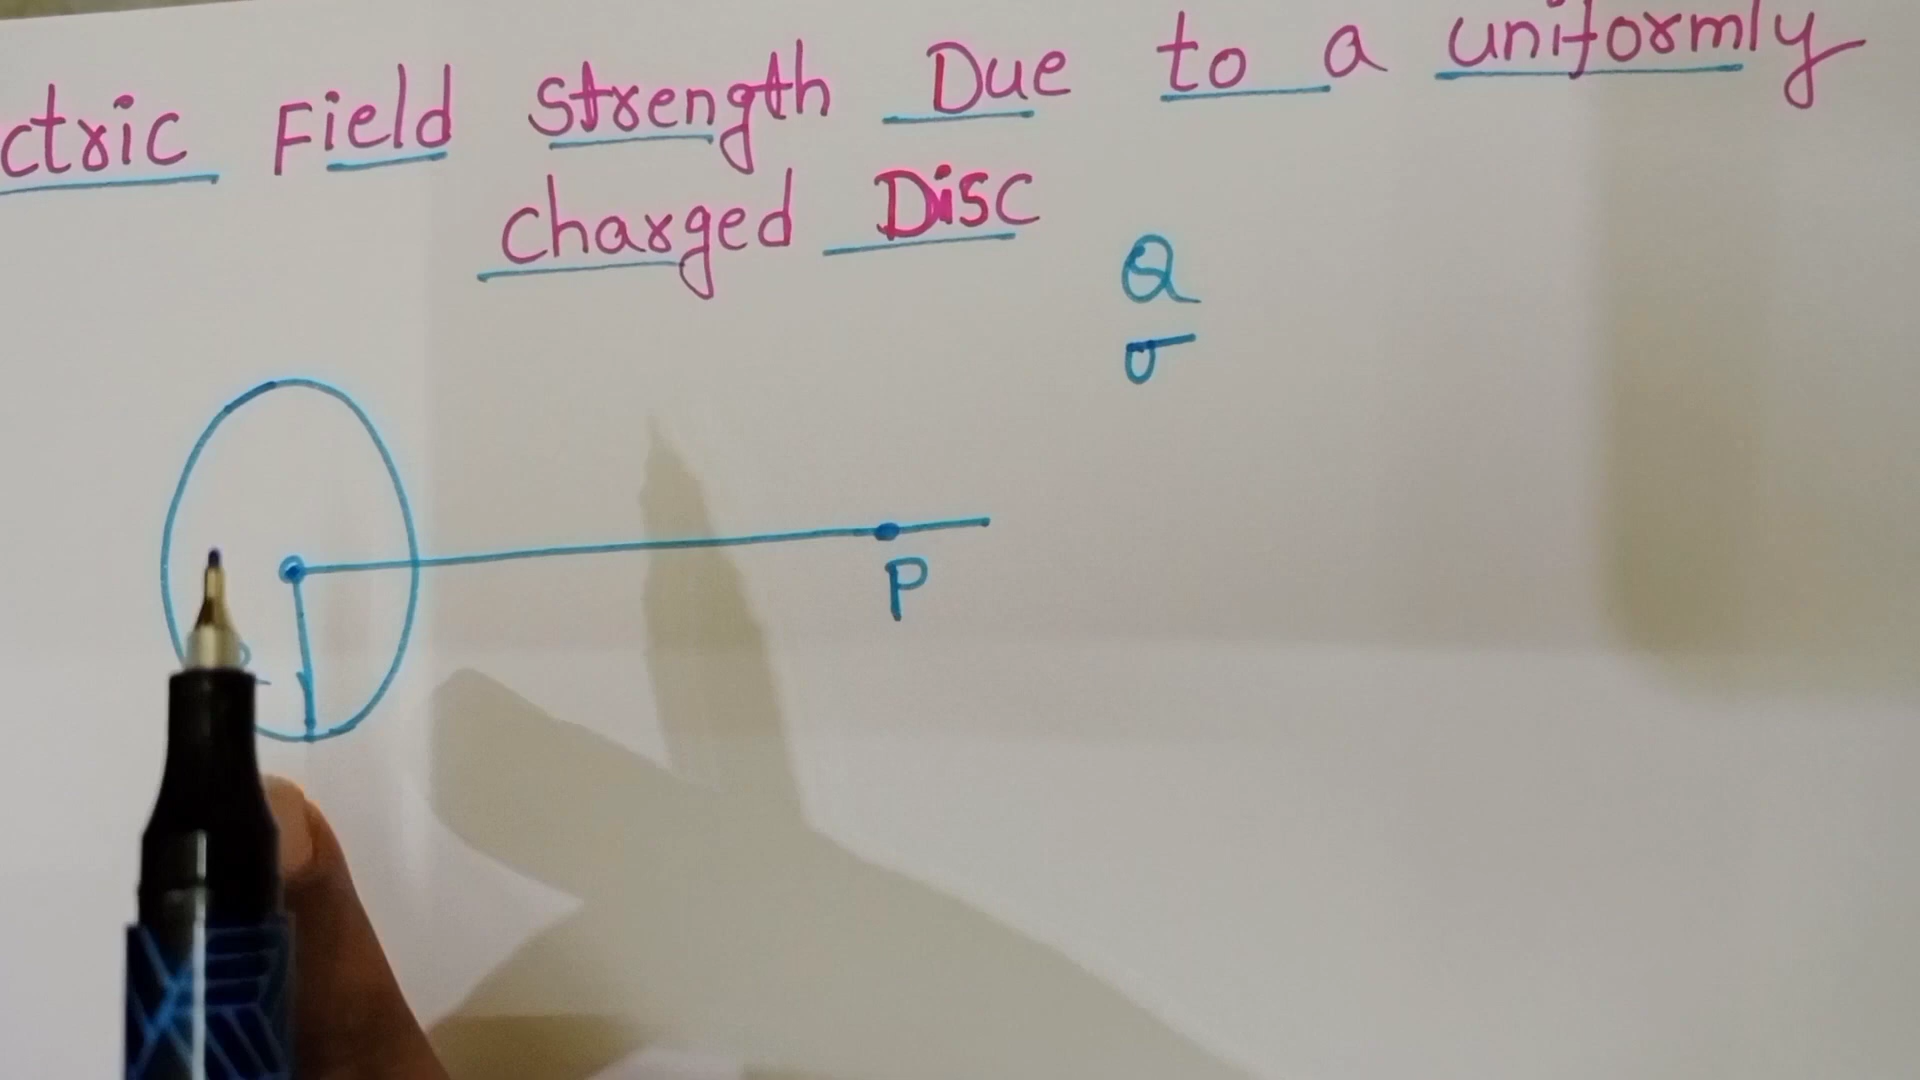 ctric Field Strength Due to a uniformly
charged Disc
Q
σ
P